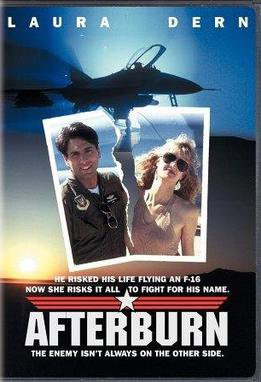 LAURA DERN
HE RISKED HIS LIFE FLYING AN F-16
NOW SHE RISKS IT ALL TO FIGHT FOR HIS NAME.
AFTERBURN
THE ENEMY ISN'T ALWAYS ON THE OTHER SIDE.